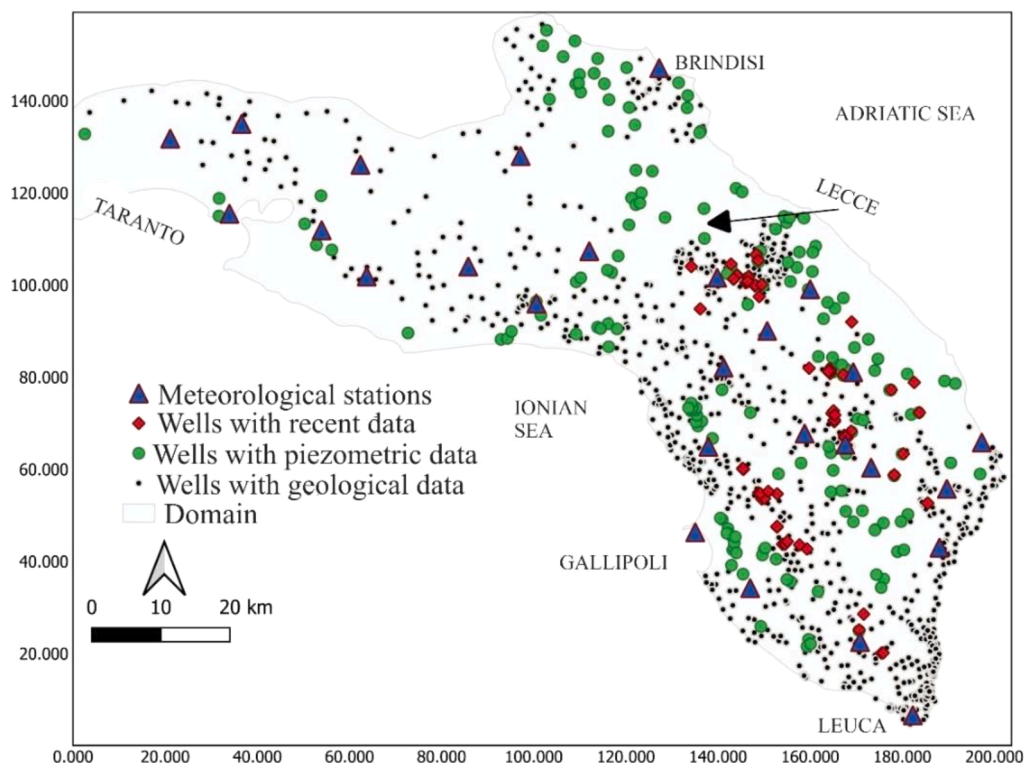 BRINDISI
140.000
ADRIATIC SEA
120.000
LECCE
TARANTO
100.000
80.000
Meteorological stations
IONIAN
SEA
Wells with recent data
Wells with piezometric data
60.000
Wells with geological data
Domain
40.000
GALLIPOLI
0 10 20 km
20.000
LEUCA
0.000 20.000 40.000 60.000 80.000 100.000 120.000 140.000 160.000 180.000 200.000